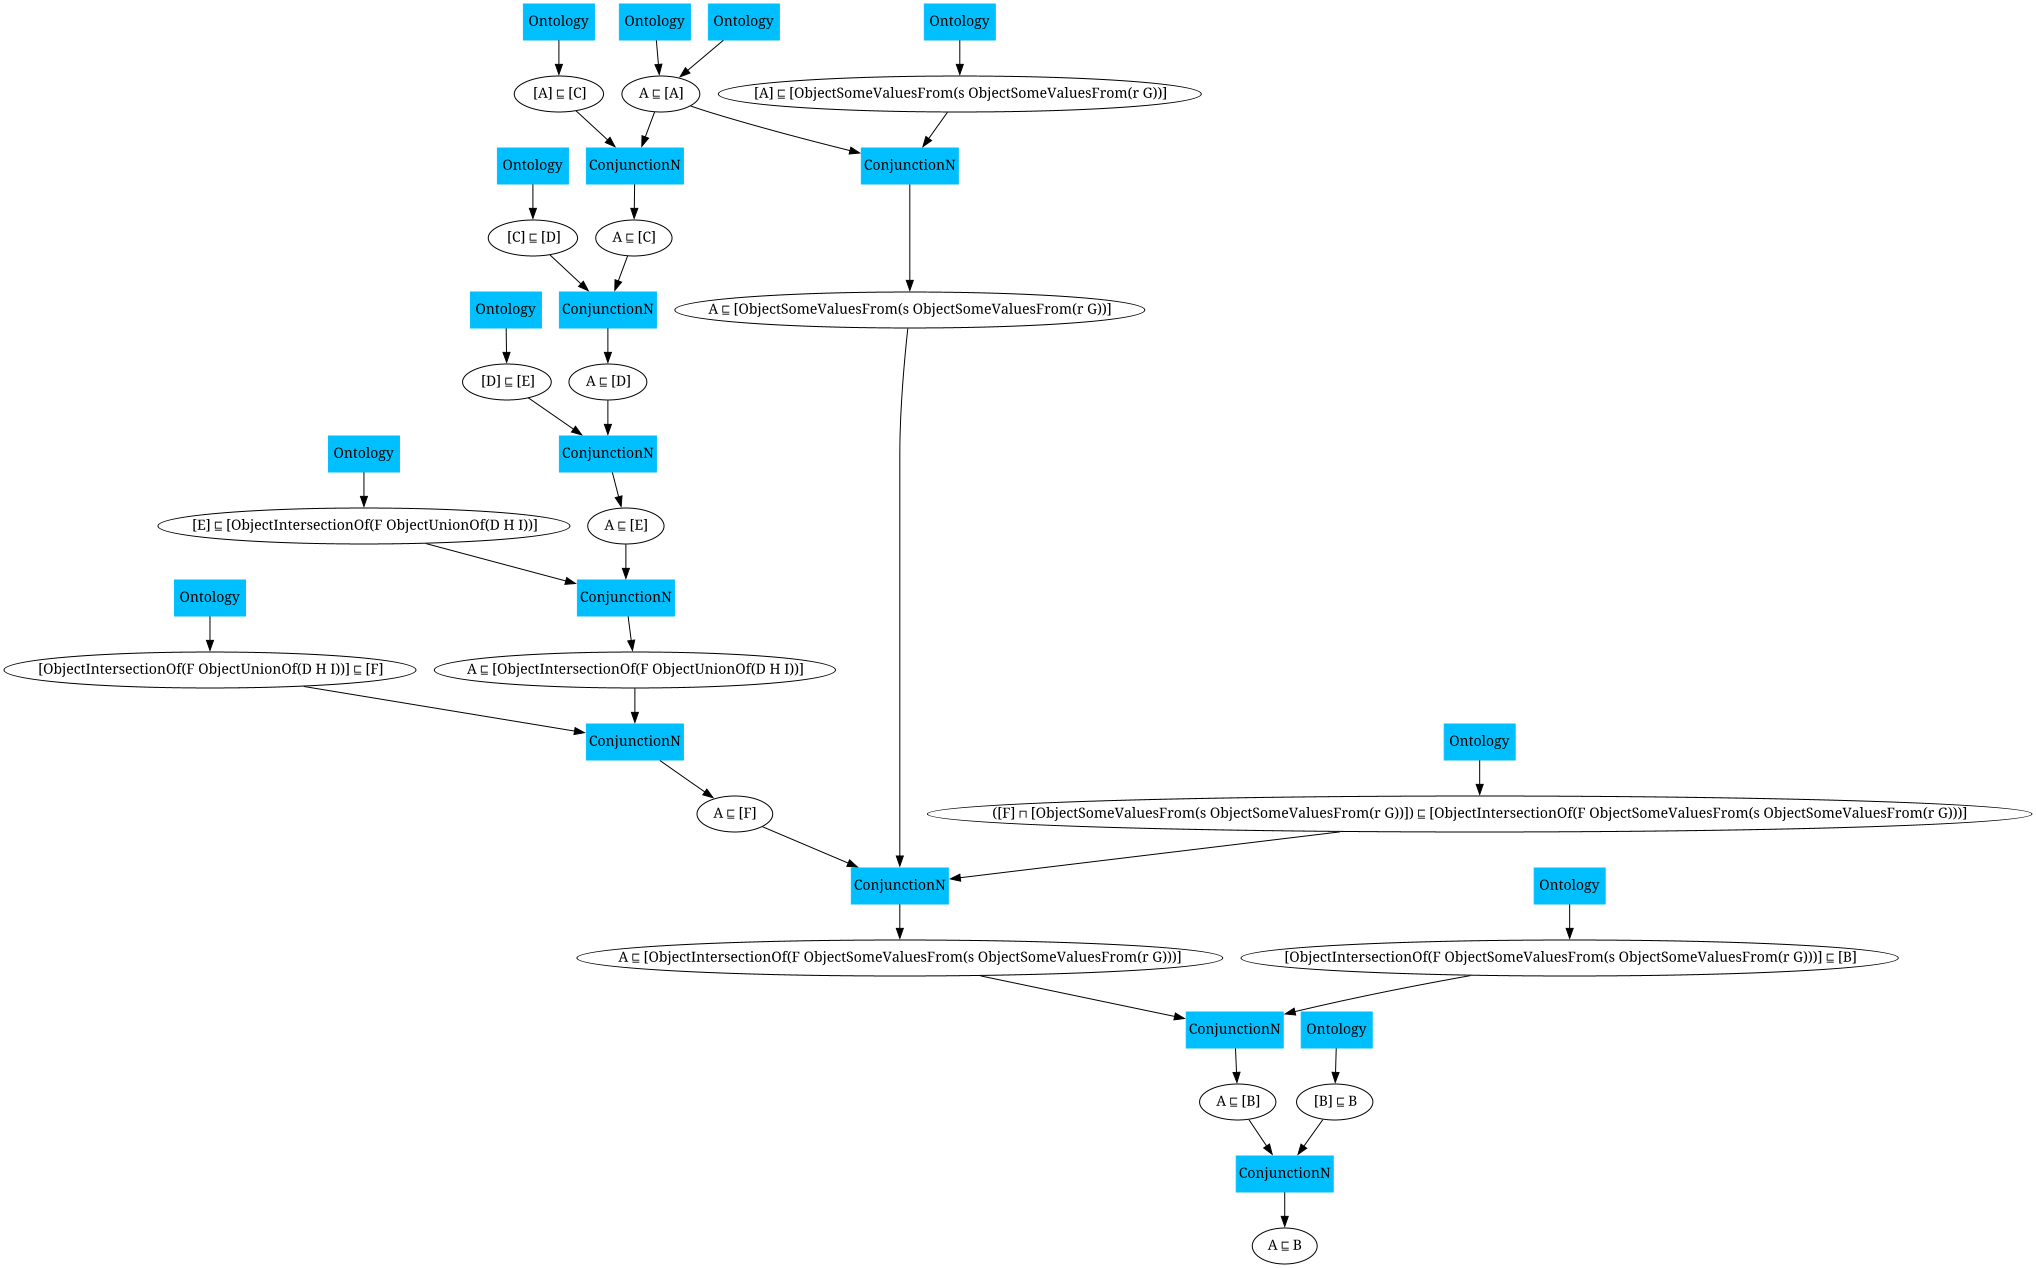 Ontology
Ontology
Ontology
Ontology
[A] ⊑ [C]
A ⊑ [A]
[A] ⊑ [ObjectSomeValuesFrom(s ObjectSomeValuesFrom(r G))]
Ontology
ConjunctionN
ConjunctionN
[C] ⊑ [D]
A ⊑ [C]
Ontology
ConjunctionN
A ⊑ [ObjectSomeValuesFrom(s ObjectSomeValuesFrom(r G))]
[D] ⊑ [E]
A ⊑ [D]
Ontology
ConjunctionN
[E] ⊑ [ObjectIntersectionOf(F ObjectUnionOf(D H I))]
A ⊑ [E]
Ontology
ConjunctionN
[ObjectIntersectionOf(F ObjectUnionOf(D H I))] ⊑ [F]
A ⊑ [ObjectIntersectionOf(F ObjectUnionOf(D H I))]
ConjunctionN
Ontology
A ⊑ [F]
([F] ⊓ [ObjectSomeValuesFrom(s ObjectSomeValuesFrom(r G))]) ⊑ [ObjectIntersectionOf(F ObjectSomeValuesFrom(s ObjectSomeValuesFrom(r G)))]
ConjunctionN
Ontology
A ⊑ [ObjectIntersectionOf(F ObjectSomeValuesFrom(s ObjectSomeValuesFrom(r G)))]
[ObjectIntersectionOf(F ObjectSomeValuesFrom(s ObjectSomeValuesFrom(r G)))] ⊑ [B]
ConjunctionN
Ontology
A ⊑ [B]
[B] ⊑ B
ConjunctionN
A ⊑ B